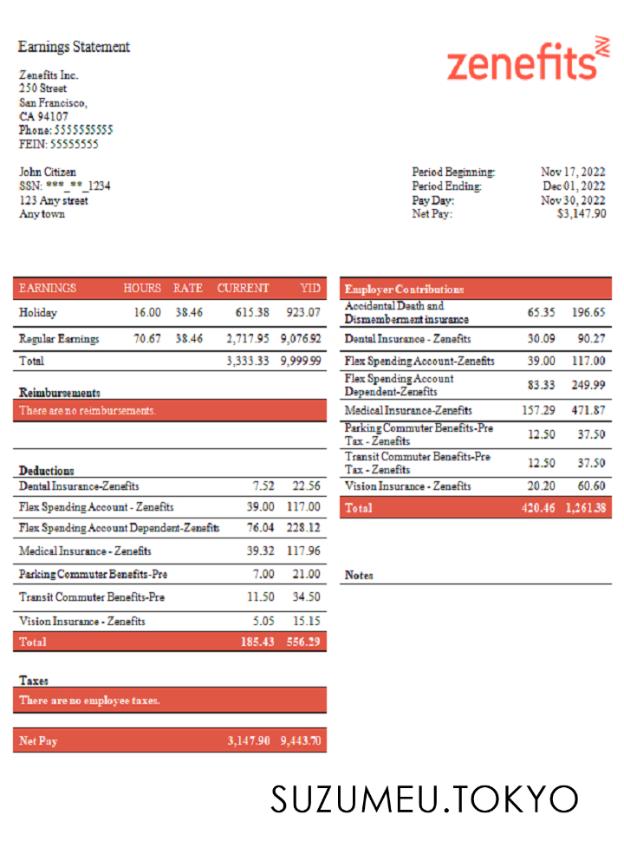 Earnings Statement
zenefits
Zenefits Inc.
250 Street
San Francisco,
CA 94107
Phone: 5555555555
FEIN: 55555555
John Citizen
SSN: ***_**_1234
123 Any street
Any town
Period Beginning: Nov 17, 2022
Period Ending: Dec 01, 2022
Pay Day: Nov 30, 2022
Net Pay: $3,147.90
EARNINGS HOURS RATE CURRENT YTD
Holiday 16.00 38.46 615.38 923.07
Regular Earnings 70.67 38.46 2,717.95 9,076.92
Total 3,333.33 9,999.99
Reimbursements
There are no reimbursements.
Deductions
Dental Insurance-Zenefits 7.52 22.56
Flex Spending Account - Zenefits 39.00 117.00
Flex Spending Account Dependent-Zenefits 76.04 228.12
Medical Insurance - Zenefits 39.32 117.96
Parking Commuter Benefits-Pre 7.00 21.00
Transit Commuter Benefits-Pre 11.50 34.50
Vision Insurance - Zenefits 5.05 15.15
Total 185.43 556.29
Taxes
There are no employee taxes.
Net Pay 3,147.90 9,443.70
Employer Contributions
Accidental Death and
Dismemberment insurance 65.35 196.65
Dental Insurance - Zenefits 30.09 90.27
Flex Spending Account-Zenefits 39.00 117.00
Flex Spending Account
Dependent-Zenefits 83.33 249.99
Medical Insurance-Zenefits 157.29 471.87
Parking Commuter Benefits-Pre
Tax - Zenefits 12.50 37.50
Transit Commuter Benefits-Pre
Tax - Zenefits 12.50 37.50
Vision Insurance - Zenefits 20.20 60.60
Total 420.46 1,261.38
Notes
SUZUMEU.TOKYO